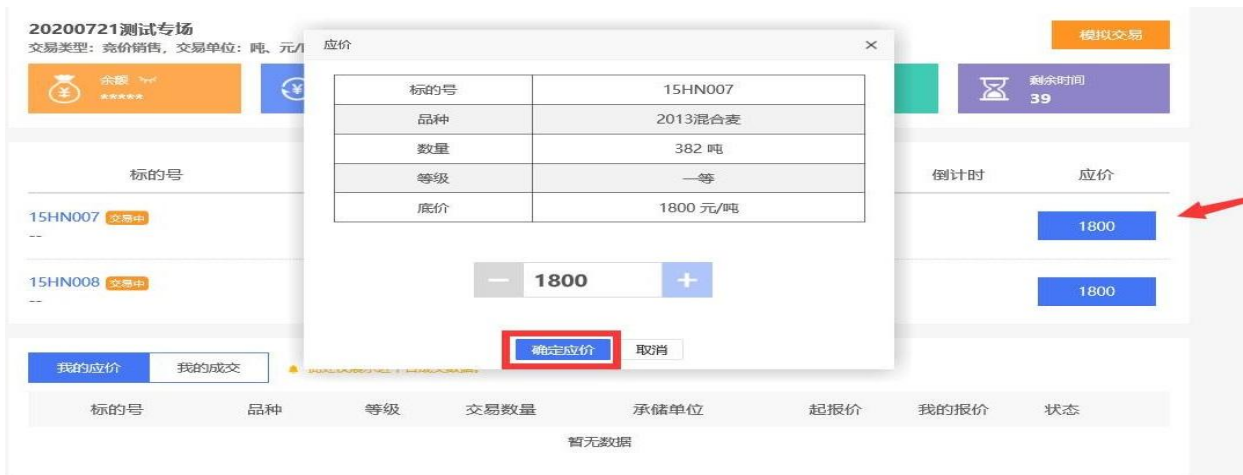 20200721测试专场
交易类型：竞价销售，交易单位：吨、元/
模拟交易
余额
*****
剩余时间
39
应价
×
标的号 15HN007
品种 2013混合麦
数量 382 吨
等级 一等
底价 1800 元/吨
1800
确定应价 取消
标的号 倒计时 应价
15HN007 交易中 1800
--
15HN008 交易中 1800
--
我的应价 我的成交
标的号 品种 等级 交易数量 承储单位 起报价 我的报价 状态
暂无数据